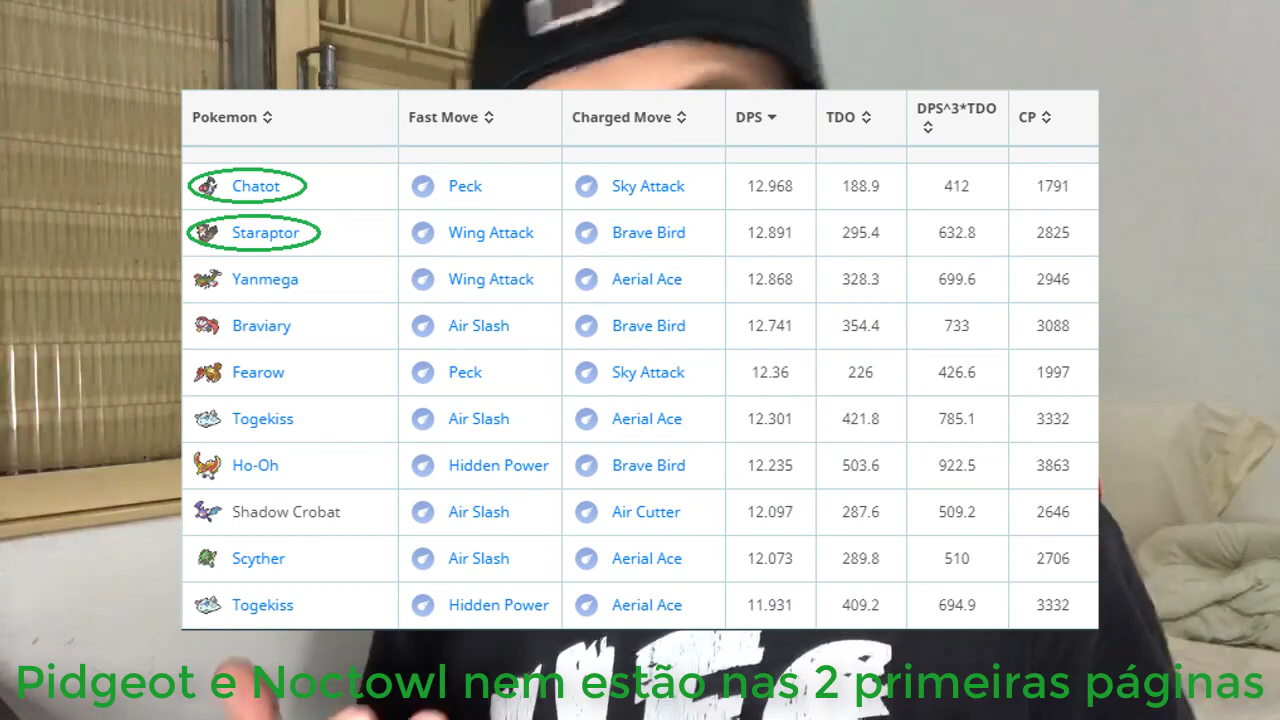 Pokemon Fast Move Charged Move DPS TDO DPS^3*TDO CP
Chatot Peck Sky Attack 12.968 188.9 412 1791
Staraptor Wing Attack Brave Bird 12.891 295.4 632.8 2825
Yanmega Wing Attack Aerial Ace 12.868 328.3 699.6 2946
Braviary Air Slash Brave Bird 12.741 354.4 733 3088
Fearow Peck Sky Attack 12.36 226 426.6 1997
Togekiss Air Slash Aerial Ace 12.301 421.8 785.1 3332
Ho-Oh Hidden Power Brave Bird 12.235 503.6 922.5 3863
Shadow Crobat Air Slash Air Cutter 12.097 287.6 509.2 2646
Scyther Air Slash Aerial Ace 12.073 289.8 510 2706
Togekiss Hidden Power Aerial Ace 11.931 409.2 694.9 3332
Pidgeot e Noctowl nem estão nas 2 primeiras páginas